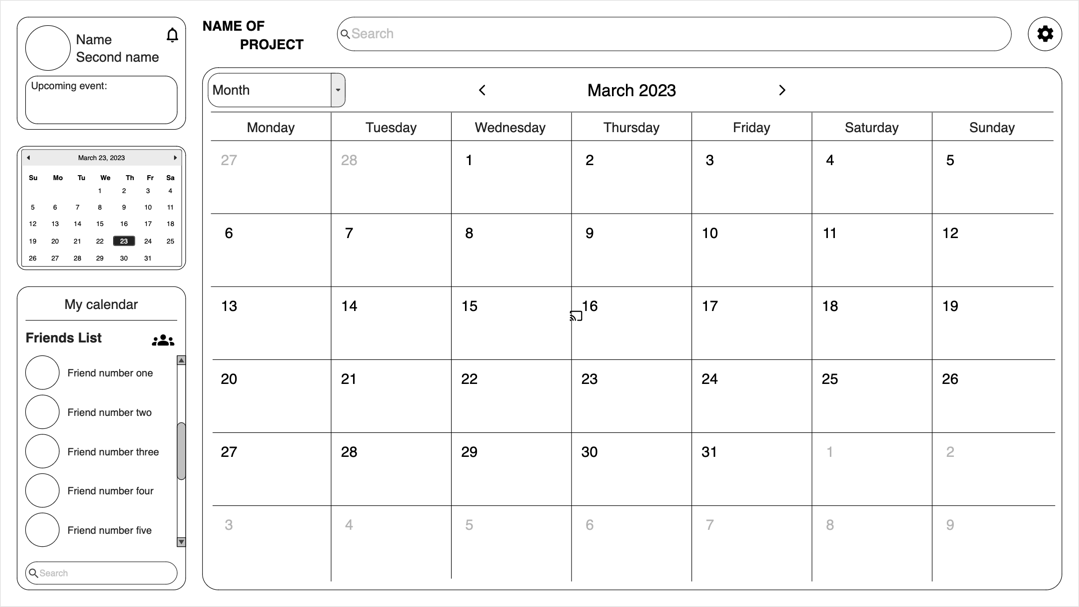 Name
Second name
Upcoming event:
March 23, 2023
Su Mo Tu We Th Fr Sa
1 2 3 4
5 6 7 8 9 10 11
12 13 14 15 16 17 18
19 20 21 22 23 24 25
26 27 28 29 30 31
My calendar
Friends List
Friend number one
Friend number two
Friend number three
Friend number four
Friend number five
Search
NAME OF
PROJECT
Search
Month
March 2023
Monday Tuesday Wednesday Thursday Friday Saturday Sunday
27 28 1 2 3 4 5
6 7 8 9 10 11 12
13 14 15 16 17 18 19
20 21 22 23 24 25 26
27 28 29 30 31 1 2
3 4 5 6 7 8 9